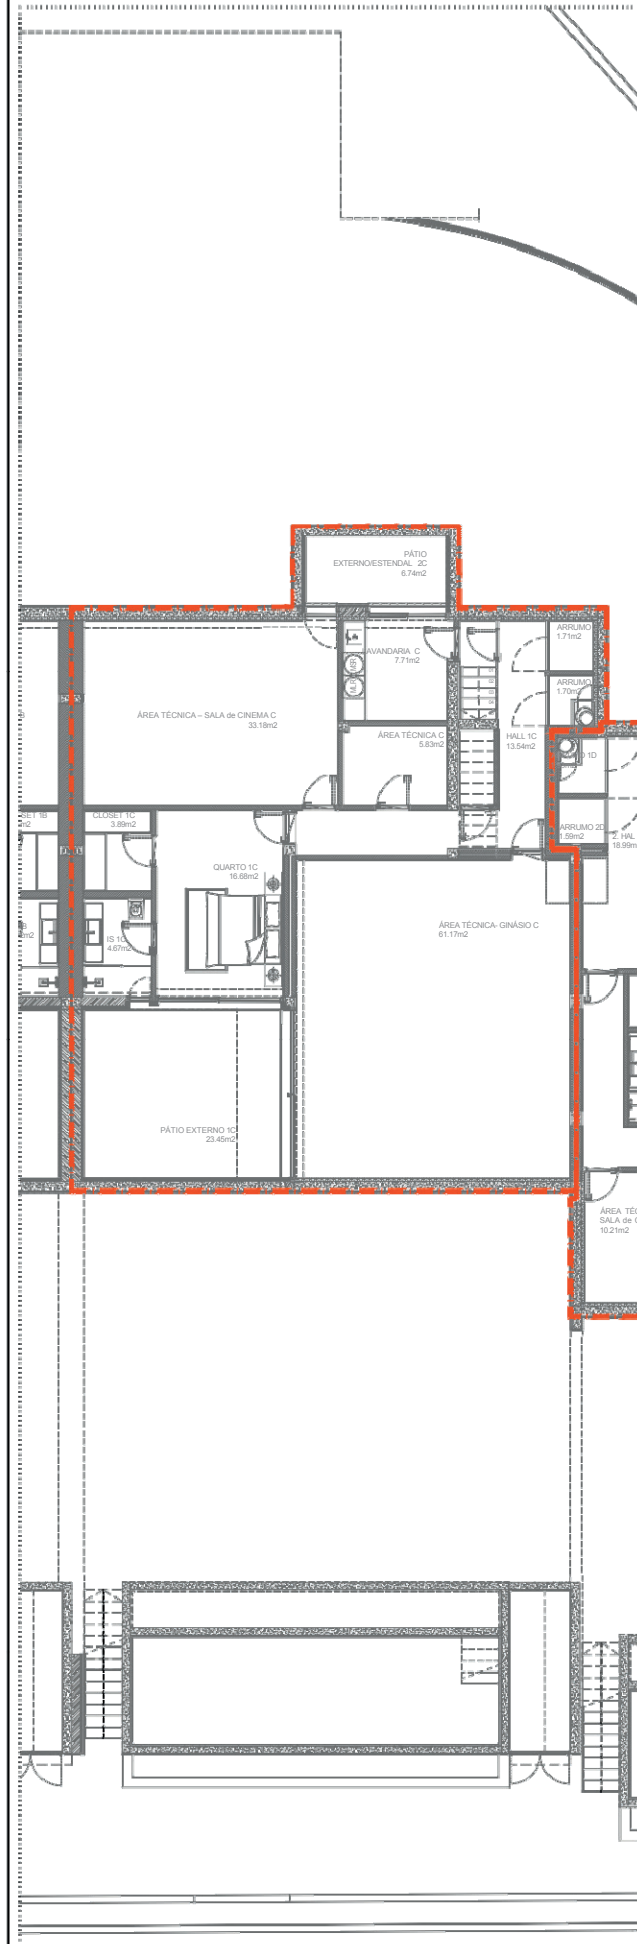 PÁTIO
EXTERNO/ESTENDAL 2C
6.74m2
ARRUMO
1.71m2
LAVANDARIA C
7.71m2
ARRUMO
1.70m2
ÁREA TÉCNICA – SALA de CINEMA C
33.18m2
ÁREA TÉCNICA C
5.83m2
HALL 1C
13.54m2
1D
CLOSET 1C
3.89m2
ARRUMO 2D
1.59m2
2. HAL
18.99m
QUARTO 1C
16.68m2
ÁREA TÉCNICA- GINÁSIO C
61.17m2
IS 1C
4.67m2
PÁTIO EXTERNO 1C
23.45m2
ÁREA TÉC
SALA de C
10.21m2